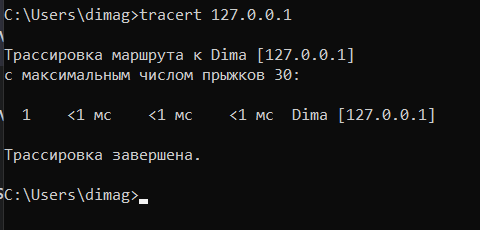 C:\Users\dimag>tracert 127.0.0.1
Трассировка маршрута к Dima [127.0.0.1]
с максимальным числом прыжков 30:
1    <1 мс    <1 мс    <1 мс  Dima [127.0.0.1]
Трассировка завершена.
C:\Users\dimag>